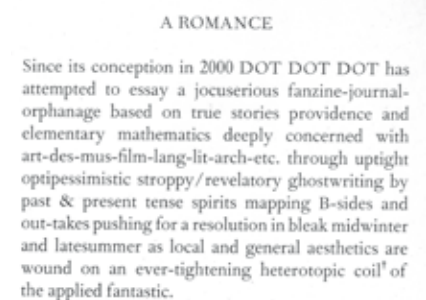 A ROMANCE
Since its conception in 2000 DOT DOT DOT has
attempted to essay a jocuserious fanzine-journal-
orphanage based on true stories providence and
elementary mathematics deeply concerned with
art-des-mus-film-lang-lit-arch-etc. through uptight
optipessimistic stroppy/revelatory ghostwriting by
past & present tense spirits mapping B-sides and
out-takes pushing for a resolution in bleak midwinter
and latesummer as local and general aesthetics are
wound on an ever-tightening heterotopic coil† of
the applied fantastic.